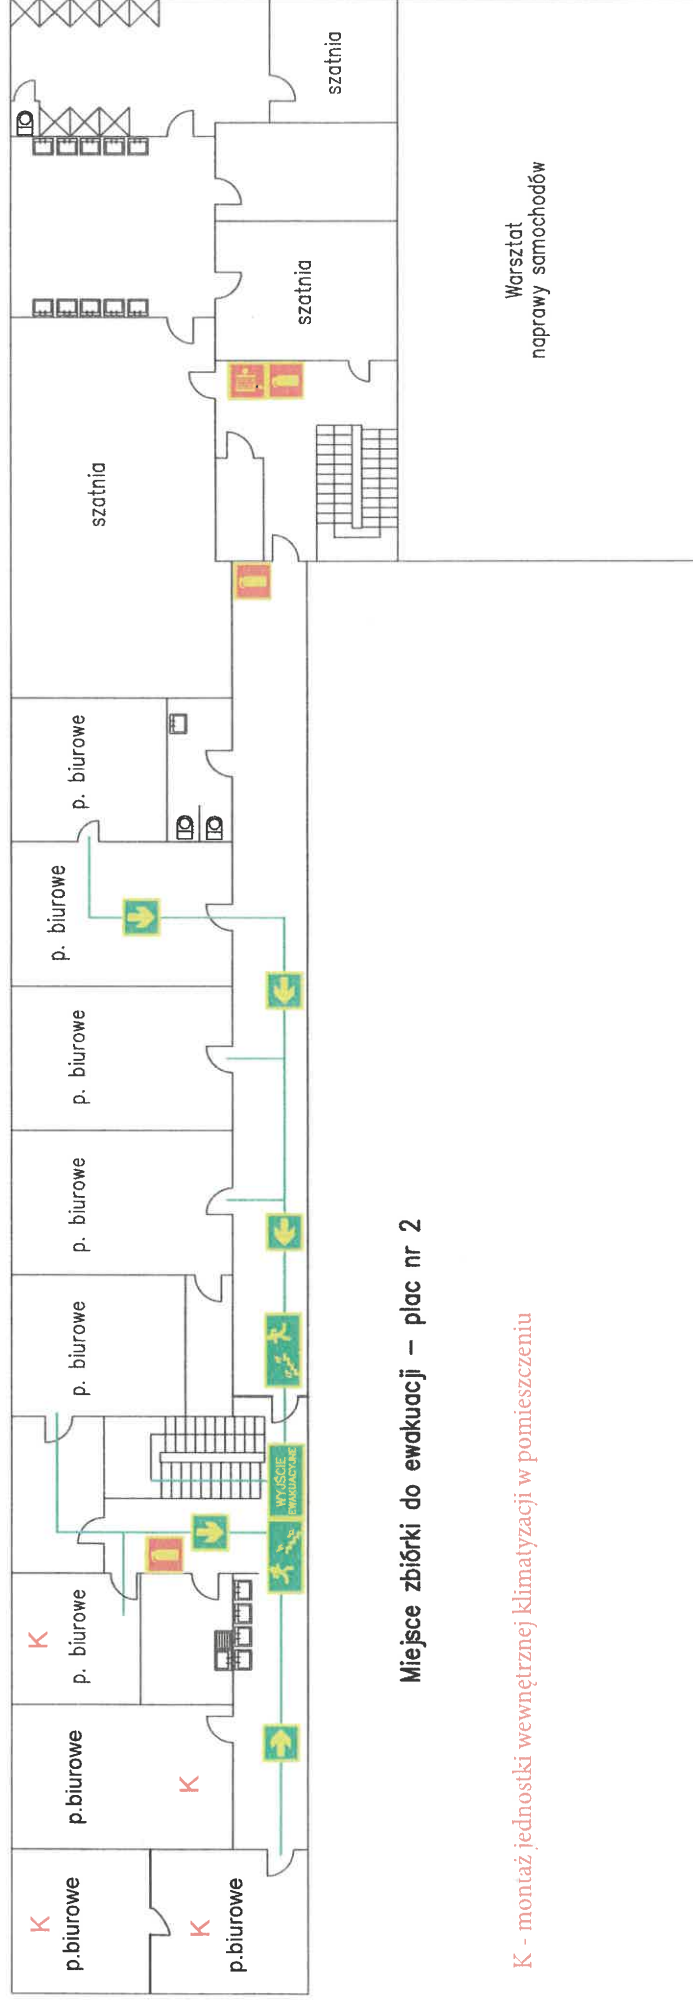 K
p.biurowe
K
p.biurowe
p.biurowe
K
K
p. biurowe
p. biurowe
p. biurowe
p. biurowe
p. biurowe
p. biurowe
szatnia
szatnia
szatnia
WYJŚCIE
EWAKUACYJNE
Warsztat
naprawy samochodów
Miejsce zbiórki do ewakuacji – plac nr 2
K - montaż jednostki wewnętrznej klimatyzacji w pomieszczeniu